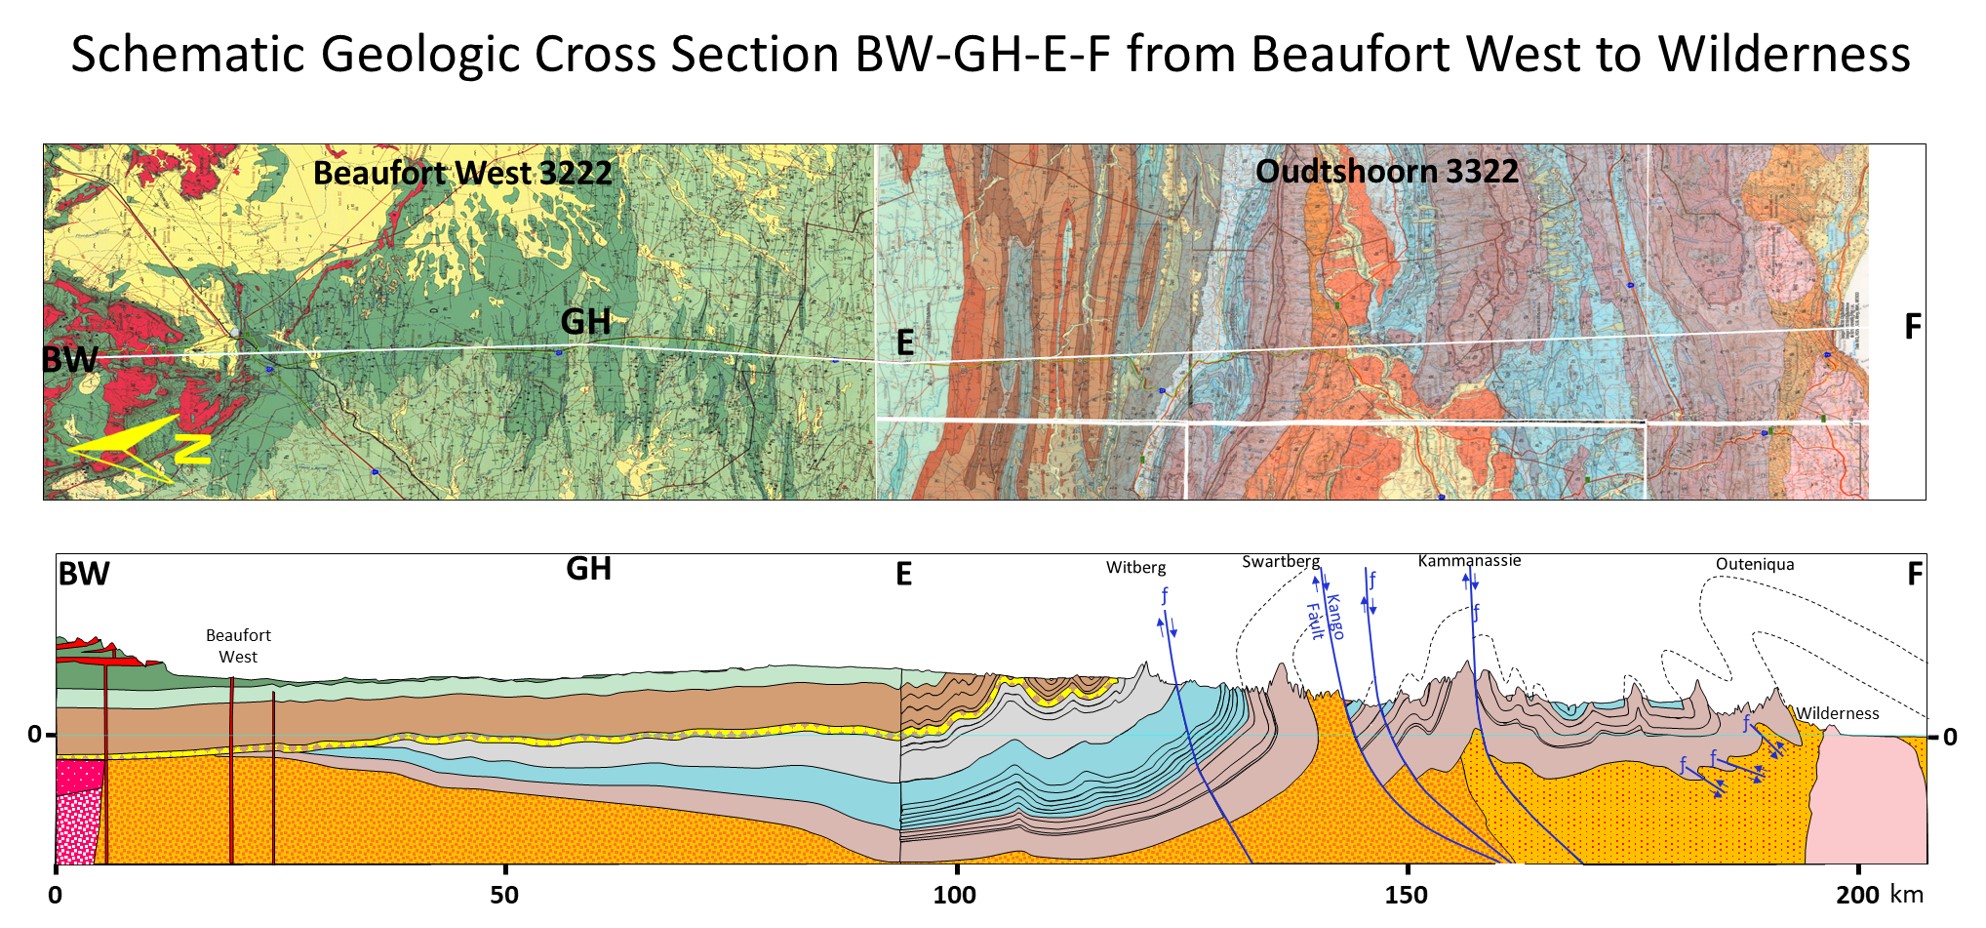 Schematic Geologic Cross Section BW-GH-E-F from Beaufort West to Wilderness
Beaufort West 3222
Oudtshoorn 3322
GH
E
F
BW
N
BW
GH
E
F
Witberg
Swartberg
Kammanassie
Outeniqua
f
f
f
Kango
Fault
Beaufort
West
Wilderness
f
f
f
0
0
0
50
100
150
200 km